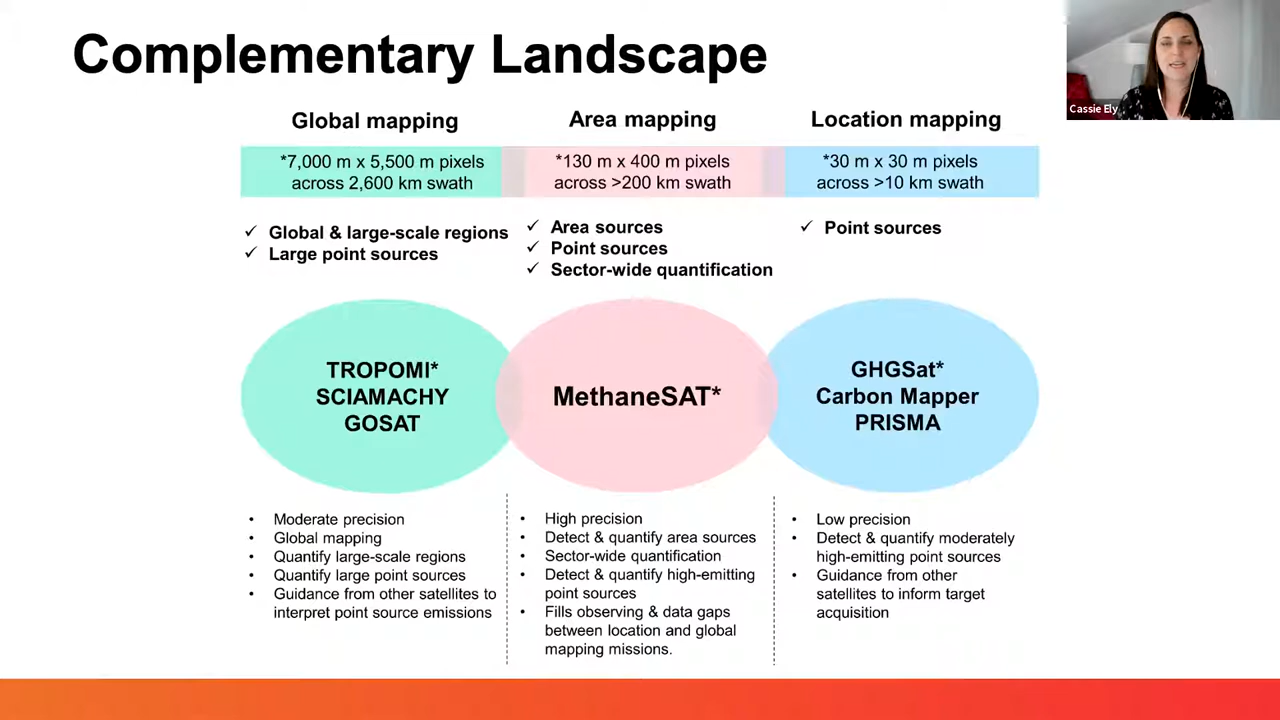 Complementary Landscape
Cassie Ely
Global mapping
*7,000 m x 5,500 m pixels
across 2,600 km swath
✓ Global & large-scale regions
✓ Large point sources
TROPOMI*
SCIAMACHY
GOSAT
• Moderate precision
• Global mapping
• Quantify large-scale regions
• Quantify large point sources
• Guidance from other satellites to
interpret point source emissions
Area mapping
*130 m x 400 m pixels
across >200 km swath
✓ Area sources
✓ Point sources
✓ Sector-wide quantification
MethaneSAT*
• High precision
• Detect & quantify area sources
• Sector-wide quantification
• Detect & quantify high-emitting
point sources
• Fills observing & data gaps
between location and global
mapping missions.
Location mapping
*30 m x 30 m pixels
across >10 km swath
✓ Point sources
GHGSat*
Carbon Mapper
PRISMA
• Low precision
• Detect & quantify moderately
high-emitting point sources
• Guidance from other
satellites to inform target
acquisition